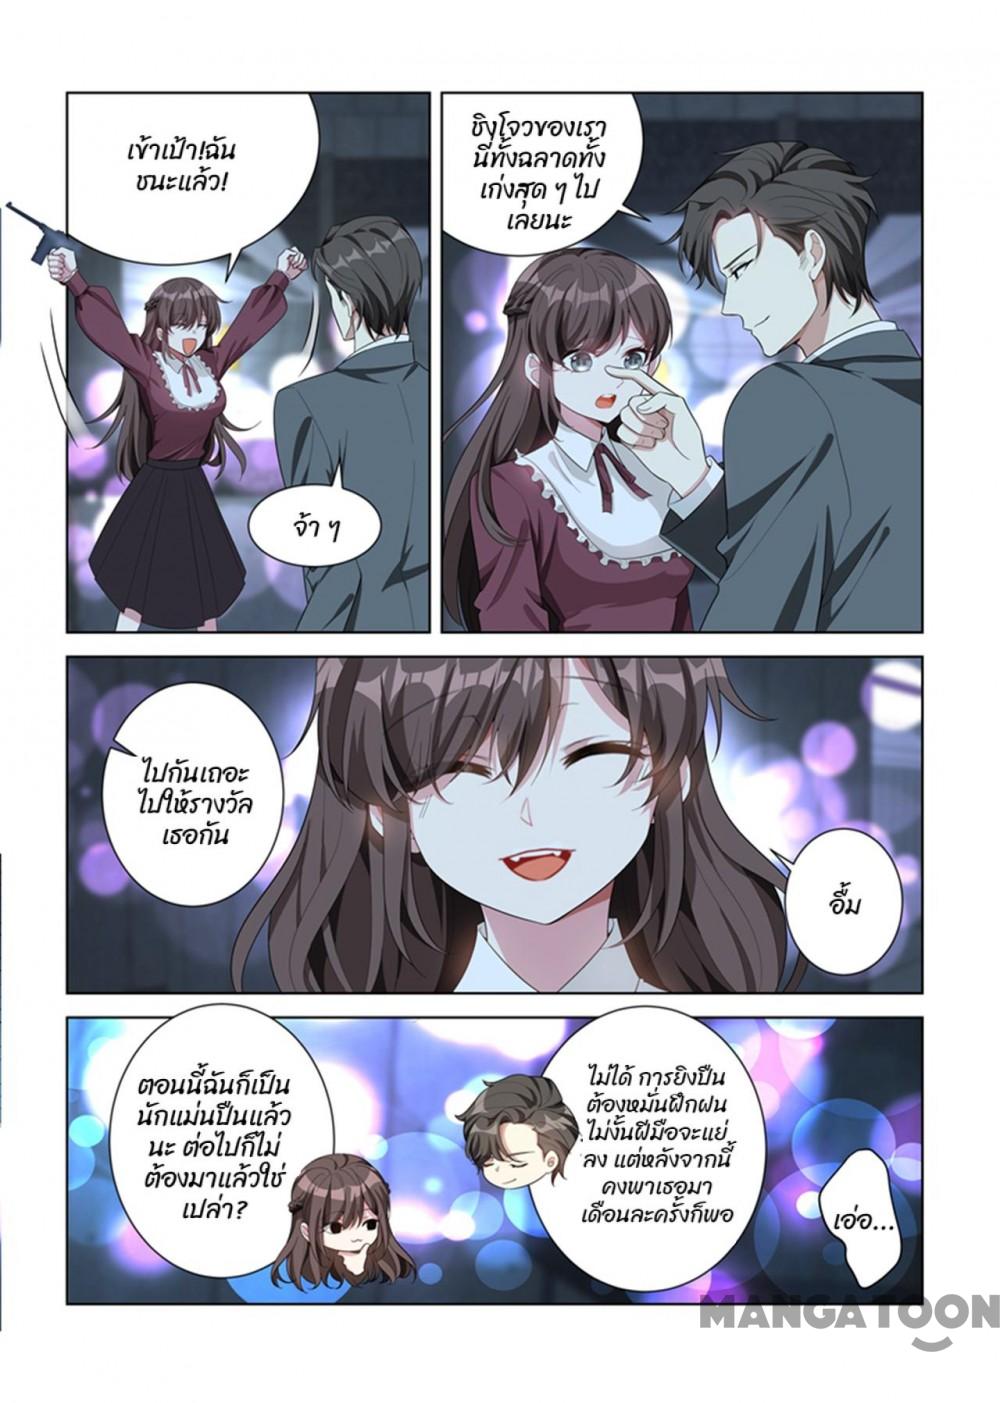 เข้าเป้า!ฉัน
ชนะแล้ว!
จ้า ๆ
ชิงโจวของเรา
นี่ทั้งฉลาดทั้ง
เก่งสุด ๆ ไป
เลยนะ
ไปกันเถอะ
ไปให้รางวัล
เธอกัน
อื้ม
ตอนนี้ฉันก็เป็น
นักแม่นปืนแล้ว
นะ ต่อไปก็ไม่
ต้องมาแล้วใช่
เปล่า?
ไม่ได้ การยิงปืน
ต้องหมั่นฝึกฝน
ไม่งั้นฝีมือจะแย่
ลง แต่หลังจากนี้
คงพาเธอมา
เดือนละครั้งก็พอ
เอ่อ...
MANGATOON